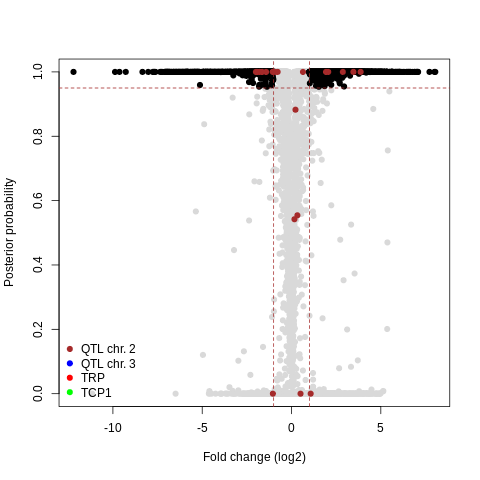 1.0
0.8
0.6
0.4
0.2
0.0
Posterior probability
QTL chr. 2
QTL chr. 3
TRP
TCP1
-10 -5 0 5
Fold change (log2)